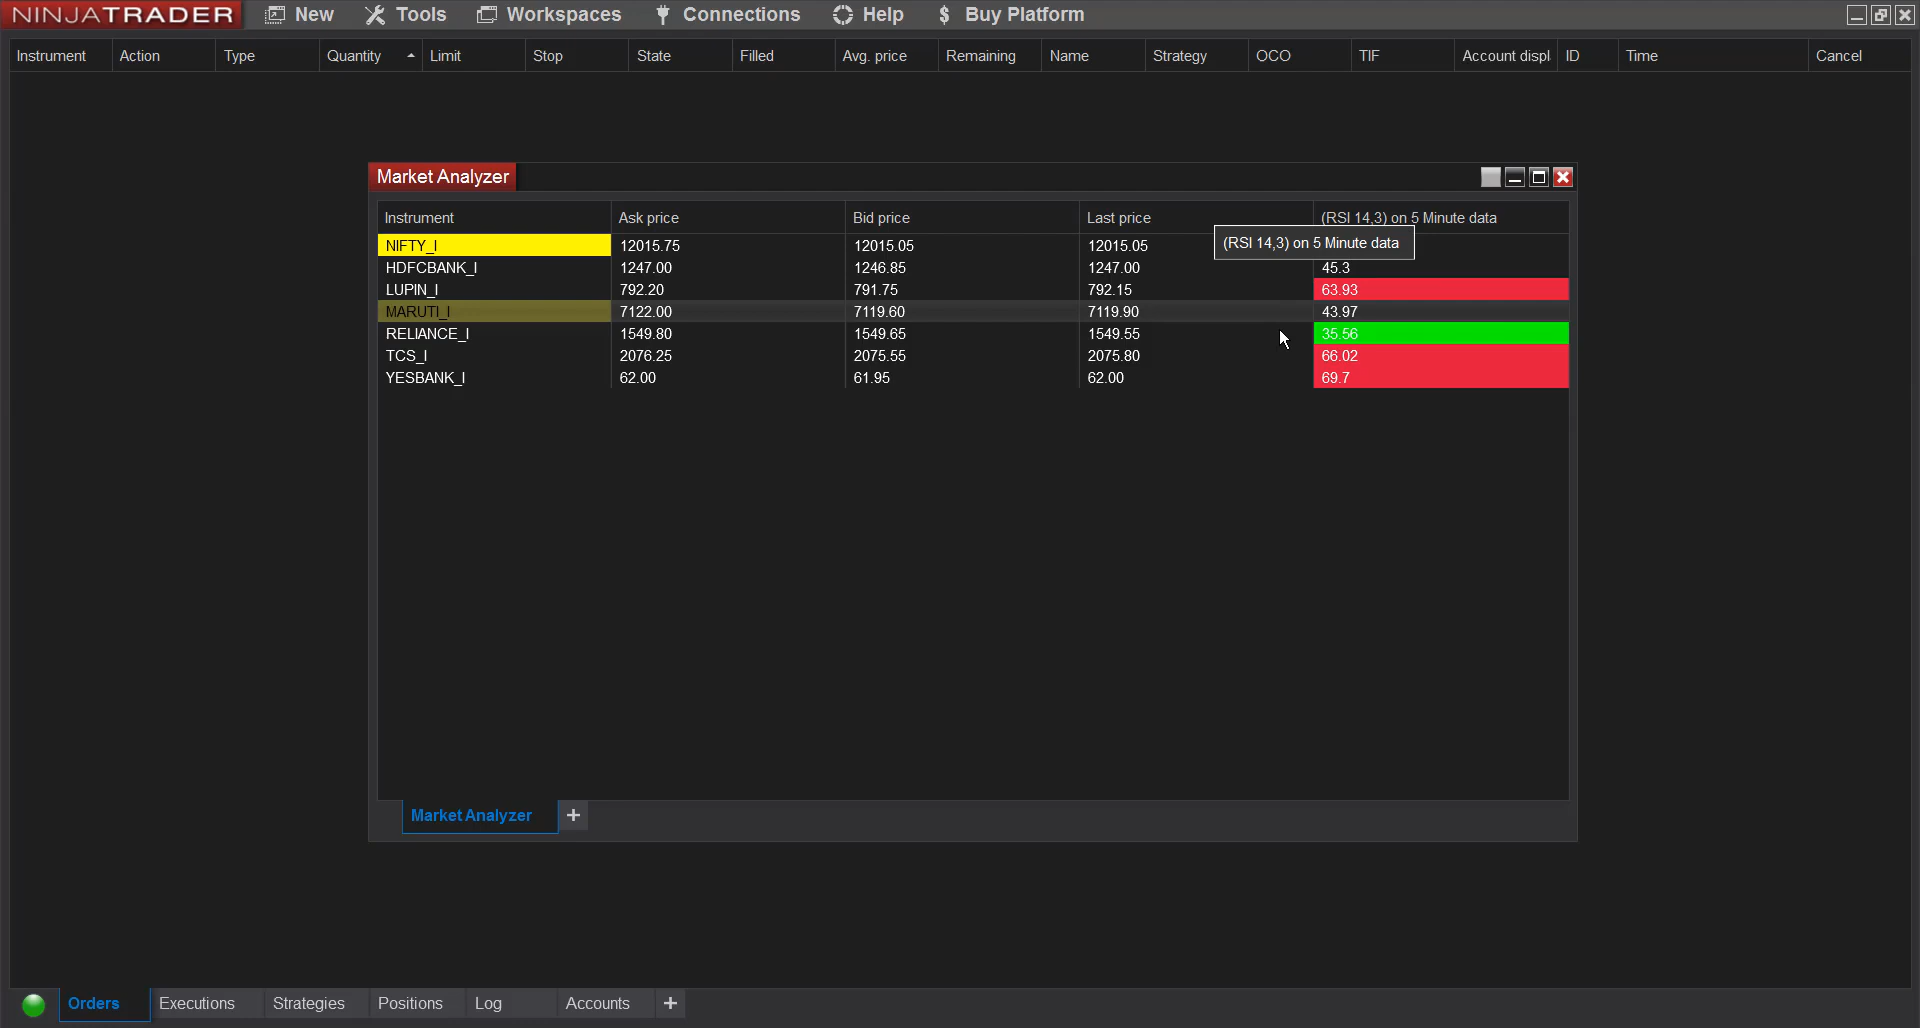 NINJATRADER New Tools Workspaces Connections Help $ Buy Platform
Instrument Action Type Quantity Limit Stop State Filled Avg. price Remaining Name Strategy OCO TIF Account displ ID Time Cancel
Market Analyzer
Instrument Ask price Bid price Last price (RSI 14,3) on 5 Minute data
NIFTY_I 12015.75 12015.05 12015.05
(RSI 14,3) on 5 Minute data
HDFCBANK_I 1247.00 1246.85 1247.00 45.3
LUPIN_I 792.20 791.75 792.15 63.93
MARUTI_I 7122.00 7119.60 7119.90 43.97
RELIANCE_I 1549.80 1549.65 1549.55 35.56
TCS_I 2076.25 2075.55 2075.80 66.02
YESBANK_I 62.00 61.95 62.00 69.7
Market Analyzer +
Orders Executions Strategies Positions Log Accounts +